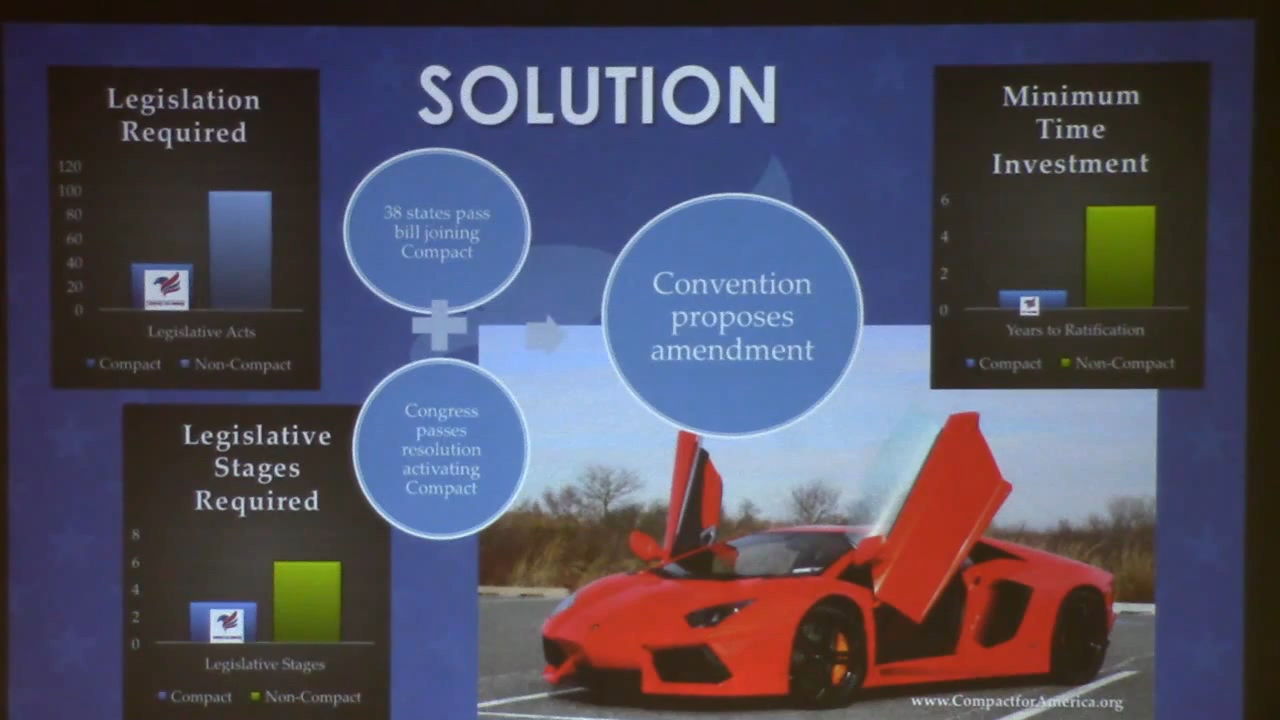 SOLUTION
Legislation
Required
120
100
80
60
40
20
0
Legislative Acts
Compact Non-Compact
38 states pass
bill joining
Compact
Congress
passes
resolution
activating
Compact
Convention
proposes
amendment
Minimum
Time
Investment
6
4
2
0
Years to Ratification
Compact Non-Compact
Legislative
Stages
Required
8
6
4
2
0
Legislative Stages
Compact Non-Compact
www.CompactforAmerica.org